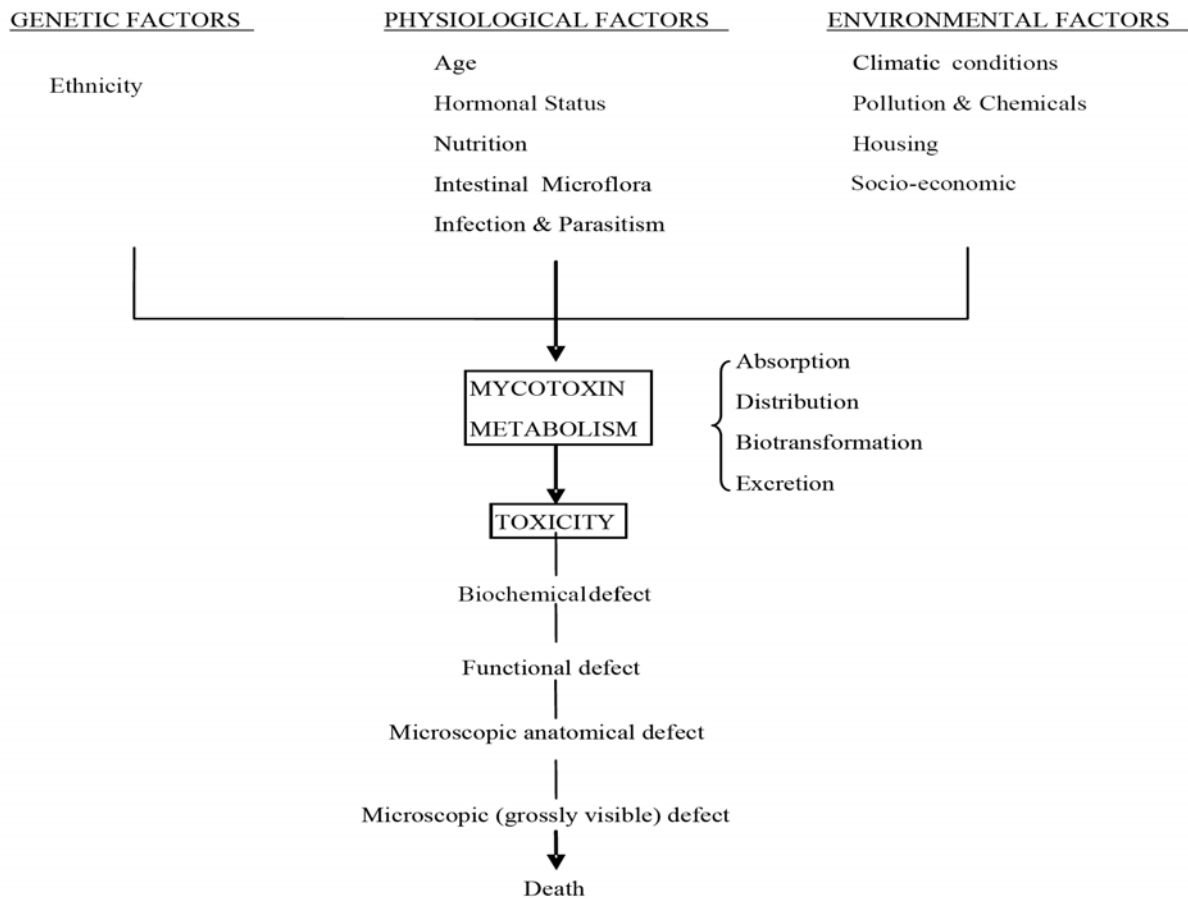 GENETIC FACTORS
Ethnicity
PHYSIOLOGICAL FACTORS
Age
Hormonal Status
Nutrition
Intestinal Microflora
Infection & Parasitism
ENVIRONMENTAL FACTORS
Climatic conditions
Pollution & Chemicals
Housing
Socio-economic
MYCOTOXIN
METABOLISM
Absorption
Distribution
Biotransformation
Excretion
TOXICITY
Biochemical defect
Functional defect
Microscopic anatomical defect
Microscopic (grossly visible) defect
Death